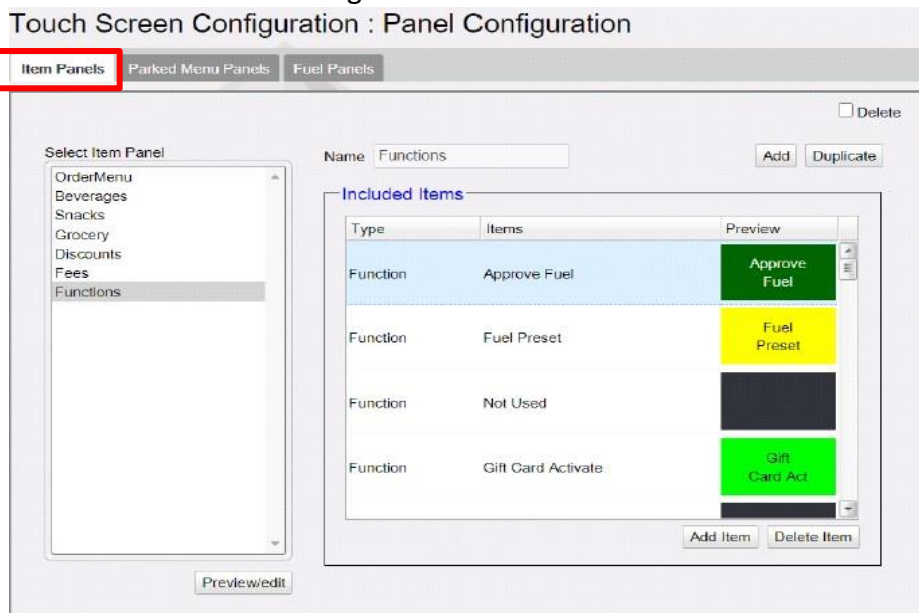 Touch Screen Configuration : Panel Configuration
Item Panels Parked Menu Panels Fuel Panels
Delete
Select Item Panel
OrderMenu
Beverages
Snacks
Grocery
Discounts
Fees
Functions
Preview/edit
Name Functions
Add Duplicate
Included Items
Type Items Preview
Function Approve Fuel Approve
Fuel
Function Fuel Preset Fuel
Preset
Function Not Used
Function Gift Card Activate Gift
Card Act
Add Item Delete Item